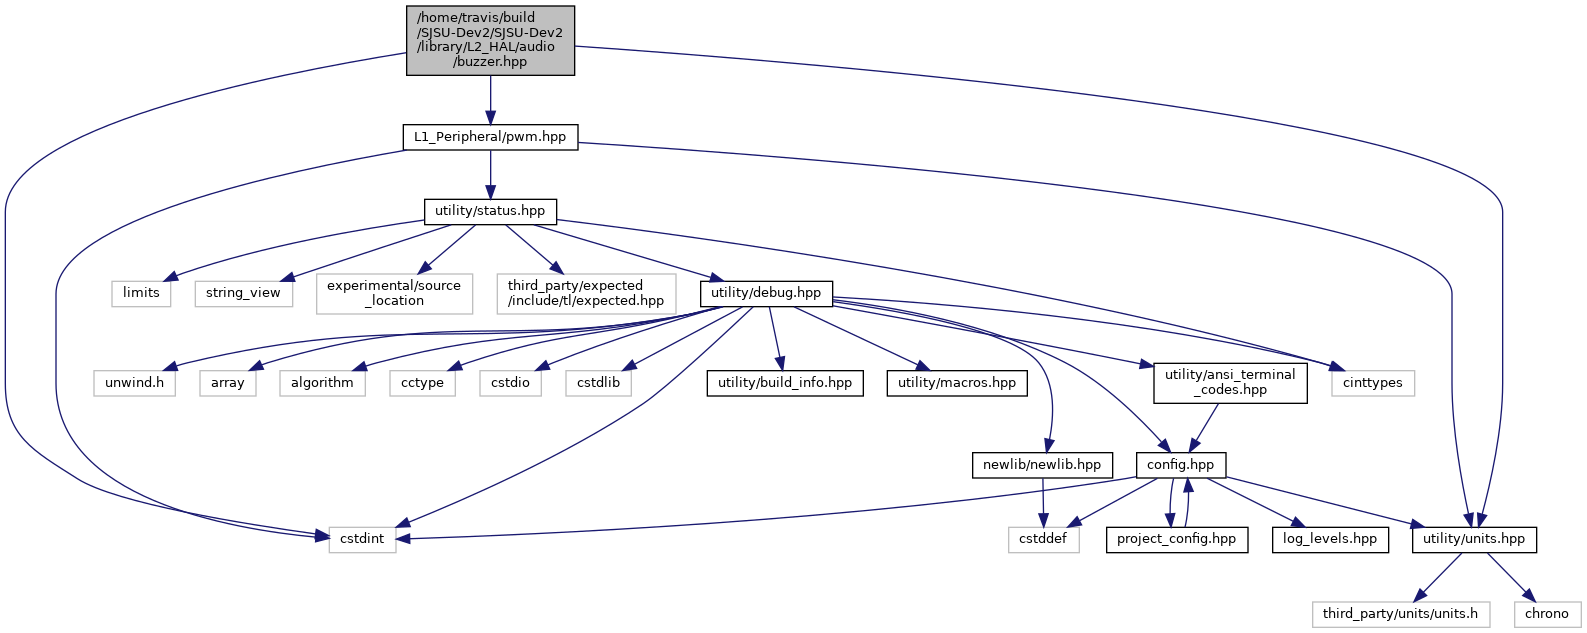 /home/travis/build
/SJSU-Dev2/SJSU-Dev2
/library/L2_HAL/audio
/buzzer.hpp
L1_Peripheral/pwm.hpp
utility/status.hpp
limits
string_view
experimental/source
_location
third_party/expected
/include/tl/expected.hpp
utility/debug.hpp
unwind.h
array
algorithm
cctype
cstdio
cstdlib
utility/build_info.hpp
utility/macros.hpp
utility/ansi_terminal
_codes.hpp
cinttypes
newlib/newlib.hpp
config.hpp
cstdint
cstddef
project_config.hpp
log_levels.hpp
utility/units.hpp
third_party/units/units.h
chrono